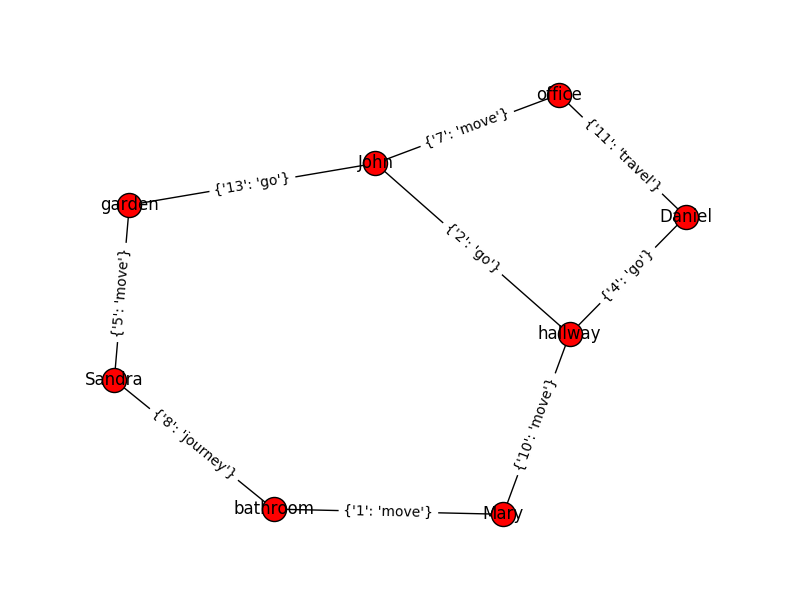 office
{'7': 'move'}
{'11': 'travel'}
John
{'13': 'go'}
garden
Daniel
{'2': 'go'}
{'4': 'go'}
{'5': 'move'}
hallway
Sandra
{'10': 'move'}
{'8': 'journey'}
bathroom
{'1': 'move'}
Mary